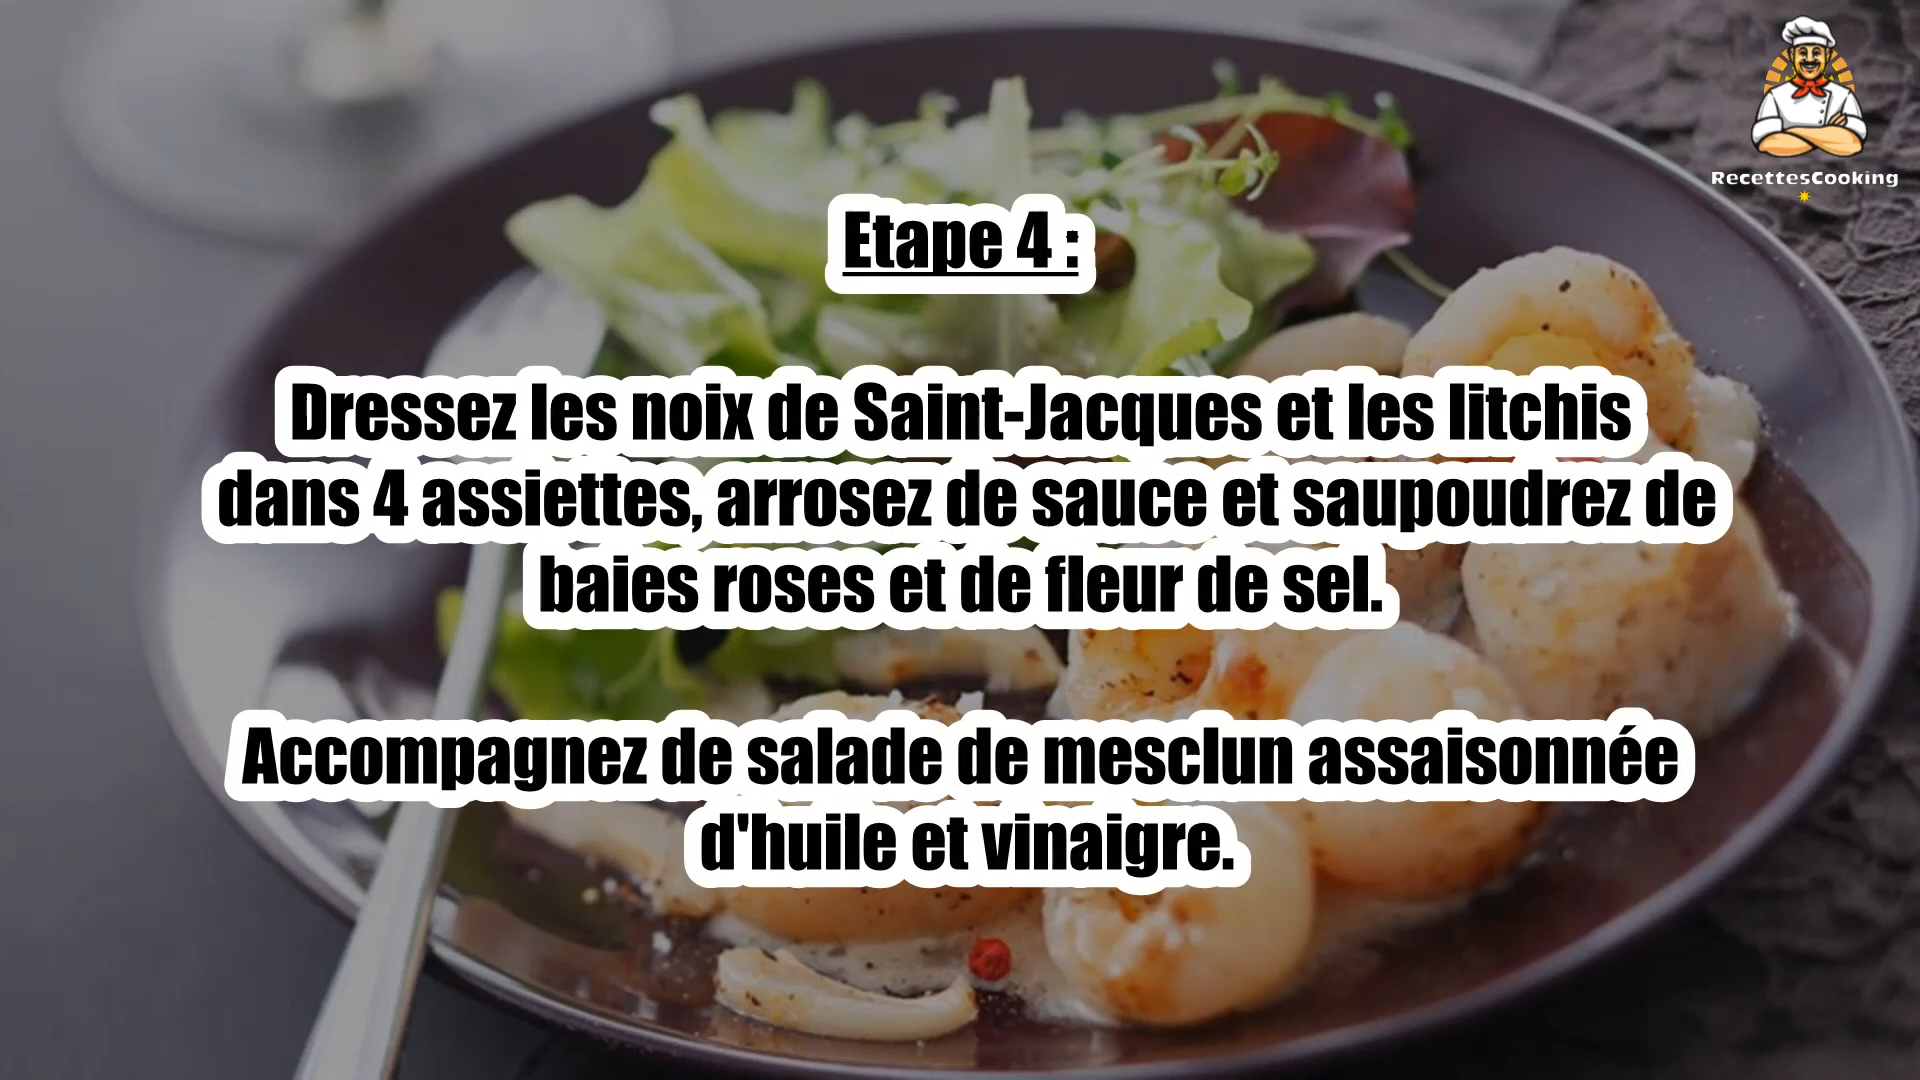 RecettesCooking
Etape 4 :
Dressez les noix de Saint-Jacques et les litchis
dans 4 assiettes, arrosez de sauce et saupoudrez de
baies roses et de fleur de sel.
Accompagnez de salade de mesclun assaisonnée
d'huile et vinaigre.